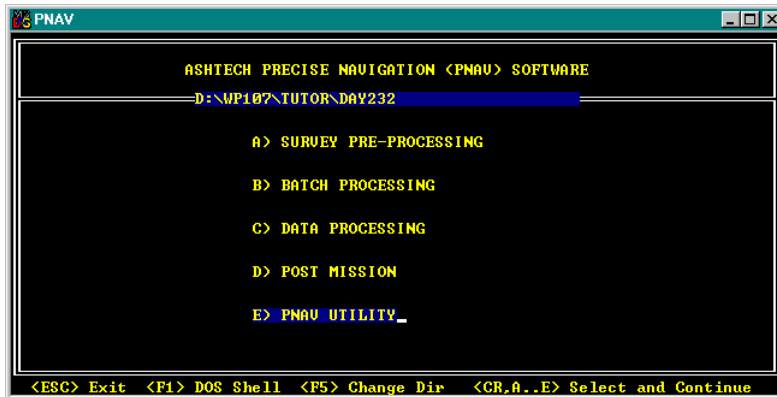 PNAV
ASHTECH PRECISE NAVIGATION (PNAV) SOFTWARE
D:\WP107\TUTOR\DAY232
A) SURVEY PRE-PROCESSING
B) BATCH PROCESSING
C) DATA PROCESSING
D) POST MISSION
E) PNAV UTILITY_
<ESC> Exit <F1> DOS Shell <F5> Change Dir <CR,A..E> Select and Continue